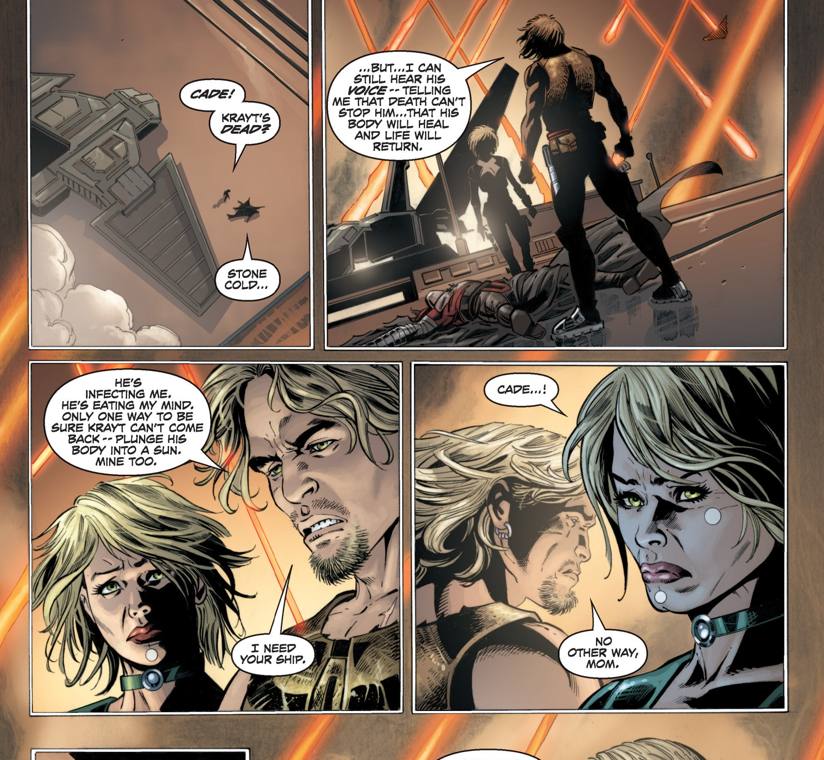 CADE!
KRAYT'S
DEAD?
STONE
COLD...
...BUT...I CAN
STILL HEAR HIS
VOICE -- TELLING
ME THAT DEATH CAN'T
STOP HIM...THAT HIS
BODY WILL HEAL
AND LIFE WILL
RETURN.
HE'S
INFECTING ME.
HE'S EATING MY MIND.
ONLY ONE WAY TO BE
SURE KRAYT CAN'T COME
BACK -- PLUNGE HIS
BODY INTO A SUN.
MINE TOO.
I NEED
YOUR SHIP.
CADE...!
NO
OTHER WAY,
MOM.